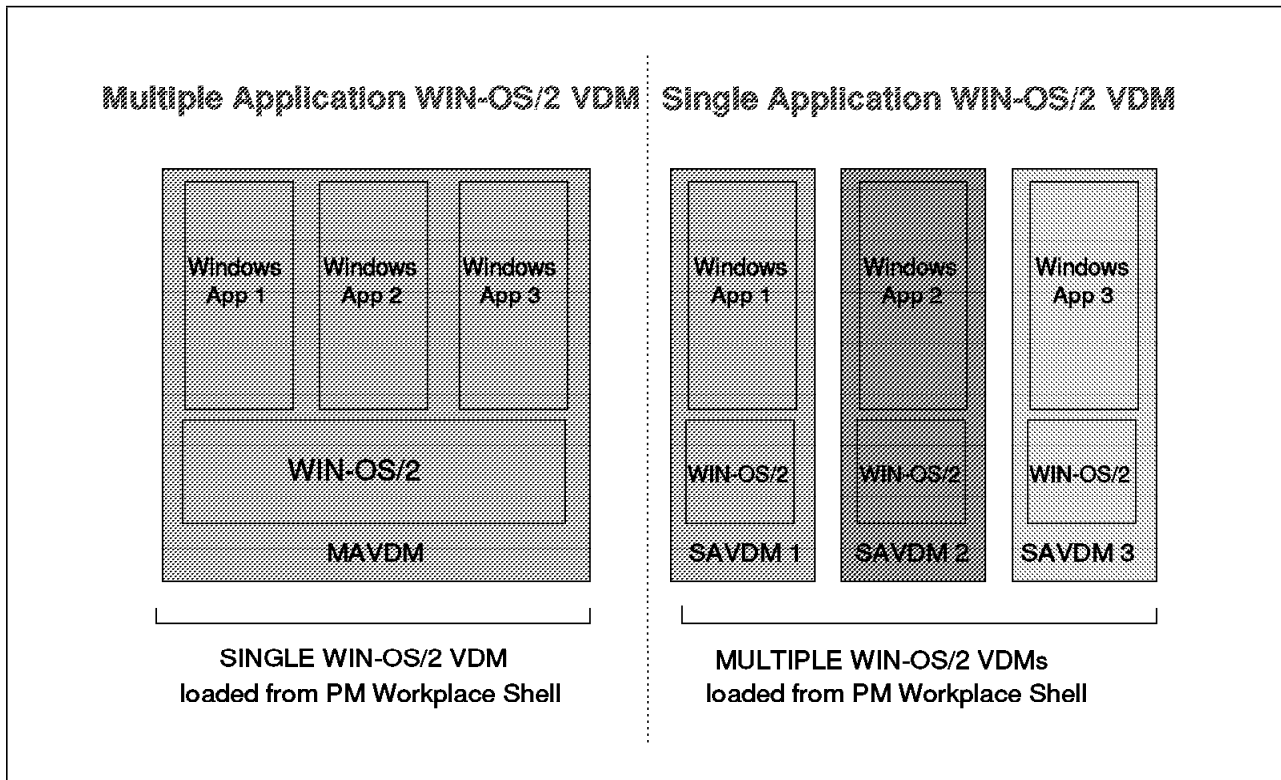 Multiple Application WIN-OS/2 VDM
Windows
App 1
Windows
App 2
Windows
App 3
WIN-OS/2
MAVDM
SINGLE WIN-OS/2 VDM
loaded from PM Workplace Shell
Single Application WIN-OS/2 VDM
Windows
App 1
WIN-OS/2
SAVDM 1
Windows
App 2
WIN-OS/2
SAVDM 2
Windows
App 3
WIN-OS/2
SAVDM 3
MULTIPLE WIN-OS/2 VDMs
loaded from PM Workplace Shell